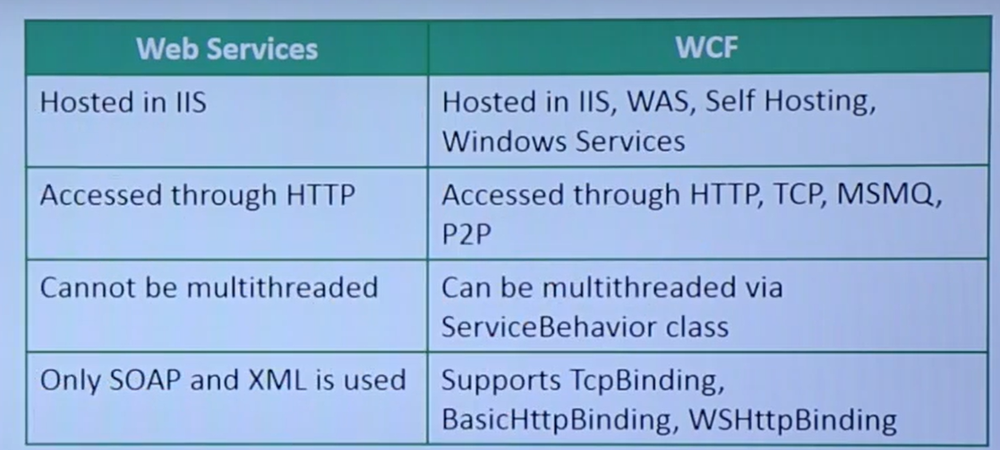 Web Services
WCF
Hosted in IIS
Hosted in IIS, WAS, Self Hosting,
Windows Services
Accessed through HTTP
Accessed through HTTP, TCP, MSMQ,
P2P
Cannot be multithreaded
Can be multithreaded via
ServiceBehavior class
Only SOAP and XML is used
Supports TcpBinding,
BasicHttpBinding, WSHttpBinding